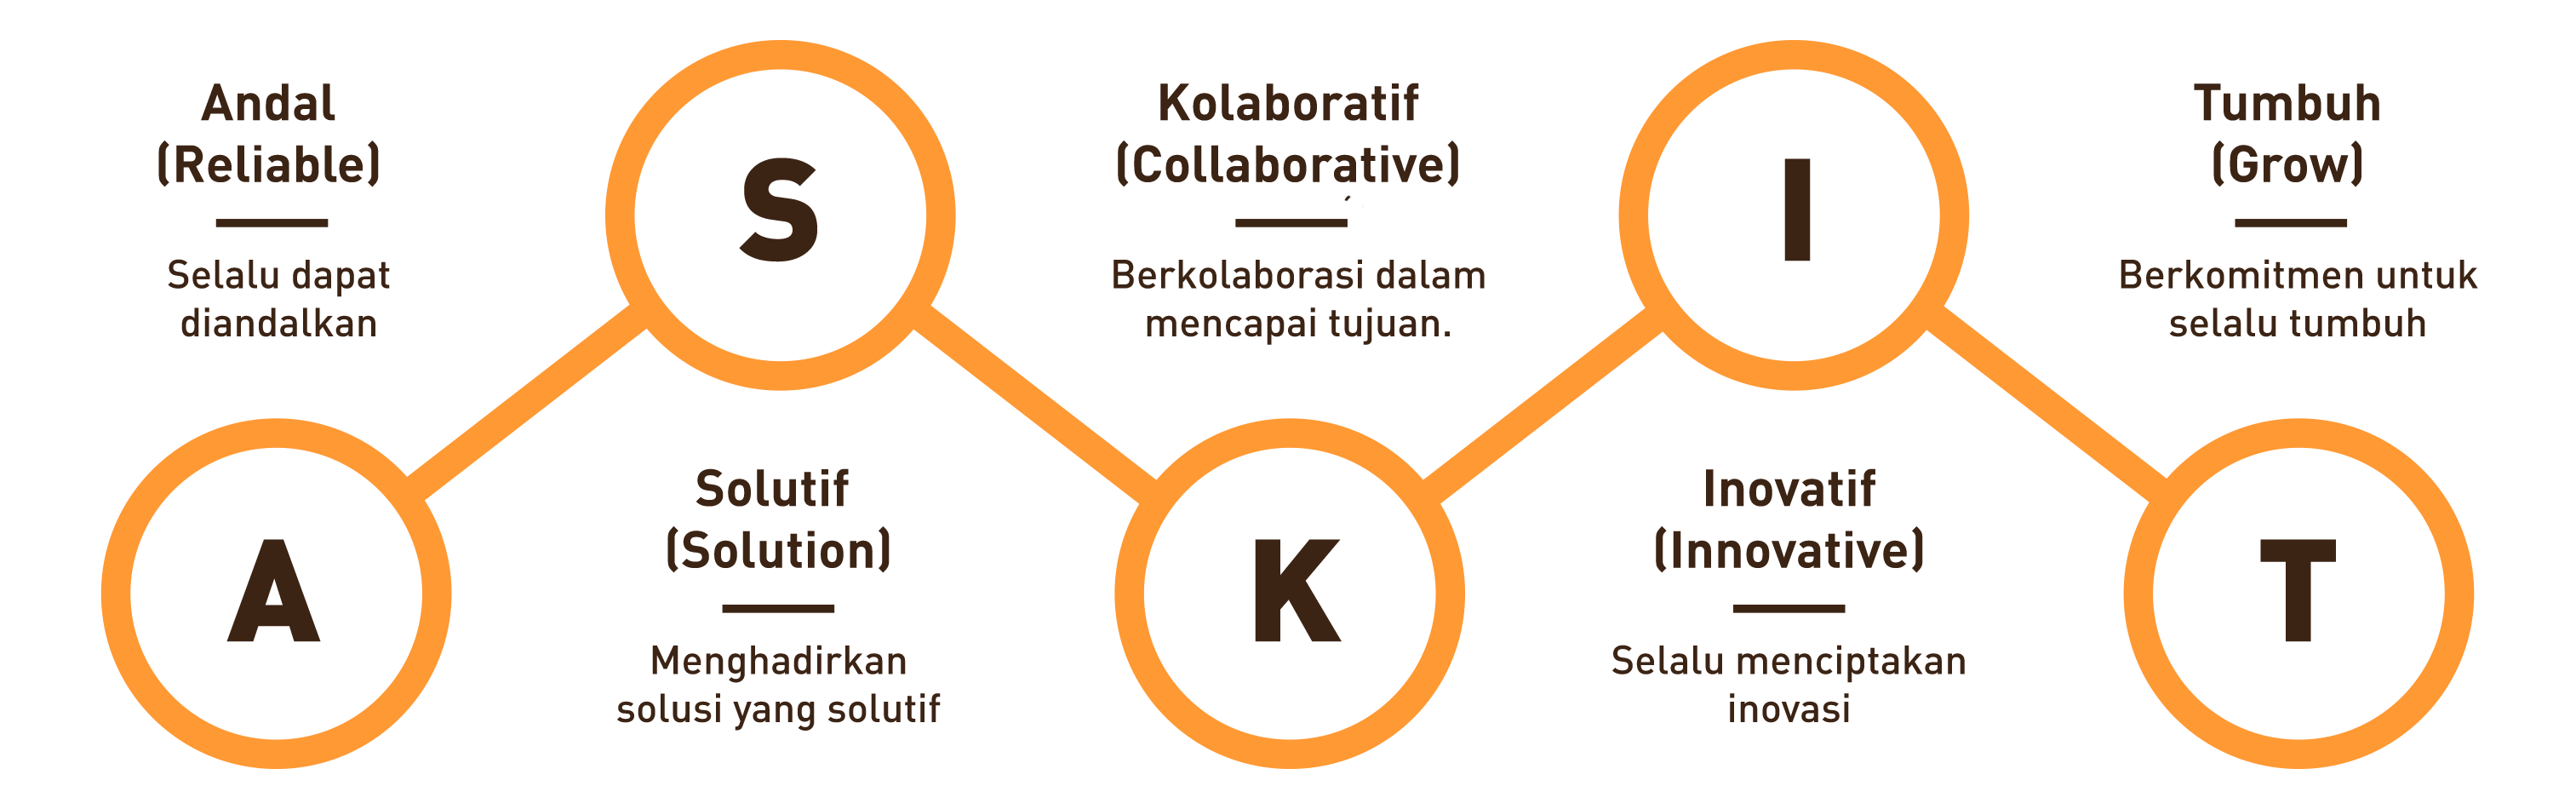 Andal
(Reliable)
Selalu dapat
diandalkan
A
S
Solutif
(Solution)
Menghadirkan
solusi yang solutif
Kolaboratif
(Collaborative)
Berkolaborasi dalam
mencapai tujuan.
K
I
Inovatif
(Innovative)
Selalu menciptakan
inovasi
Tumbuh
(Grow)
Berkomitmen untuk
selalu tumbuh
T